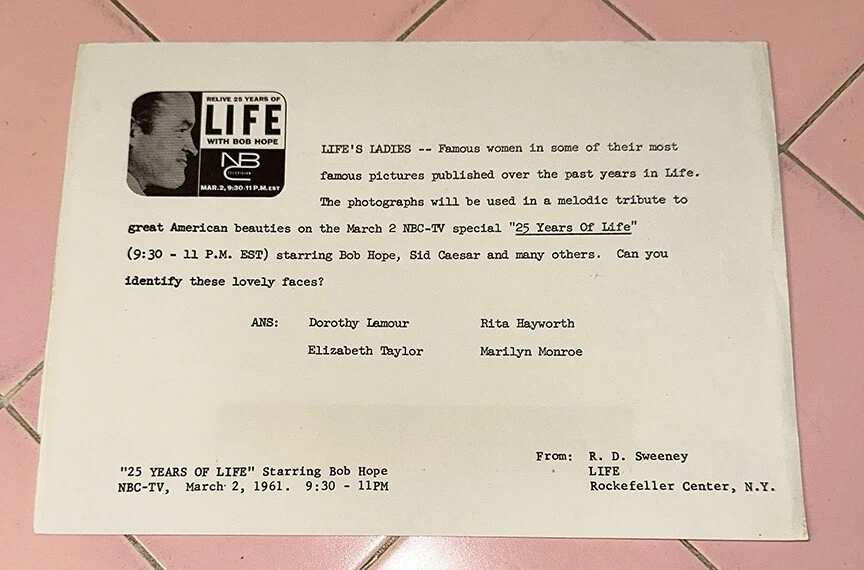 RELIVE 25 YEARS OF
LIFE
WITH BOB HOPE
NBC
TELEVISION
MAR. 2, 9:30-11 P.M. EST
LIFE'S LADIES -- Famous women in some of their most
famous pictures published over the past years in Life.
The photographs will be used in a melodic tribute to
great American beauties on the March 2 NBC-TV special "25 Years Of Life"
(9:30 - 11 P.M. EST) starring Bob Hope, Sid Caesar and many others. Can you
identify these lovely faces?
ANS: Dorothy Lamour Rita Hayworth
Elizabeth Taylor Marilyn Monroe
"25 YEARS OF LIFE" Starring Bob Hope
NBC-TV, March 2, 1961. 9:30 - 11PM
From: R. D. Sweeney
LIFE
Rockefeller Center, N.Y.